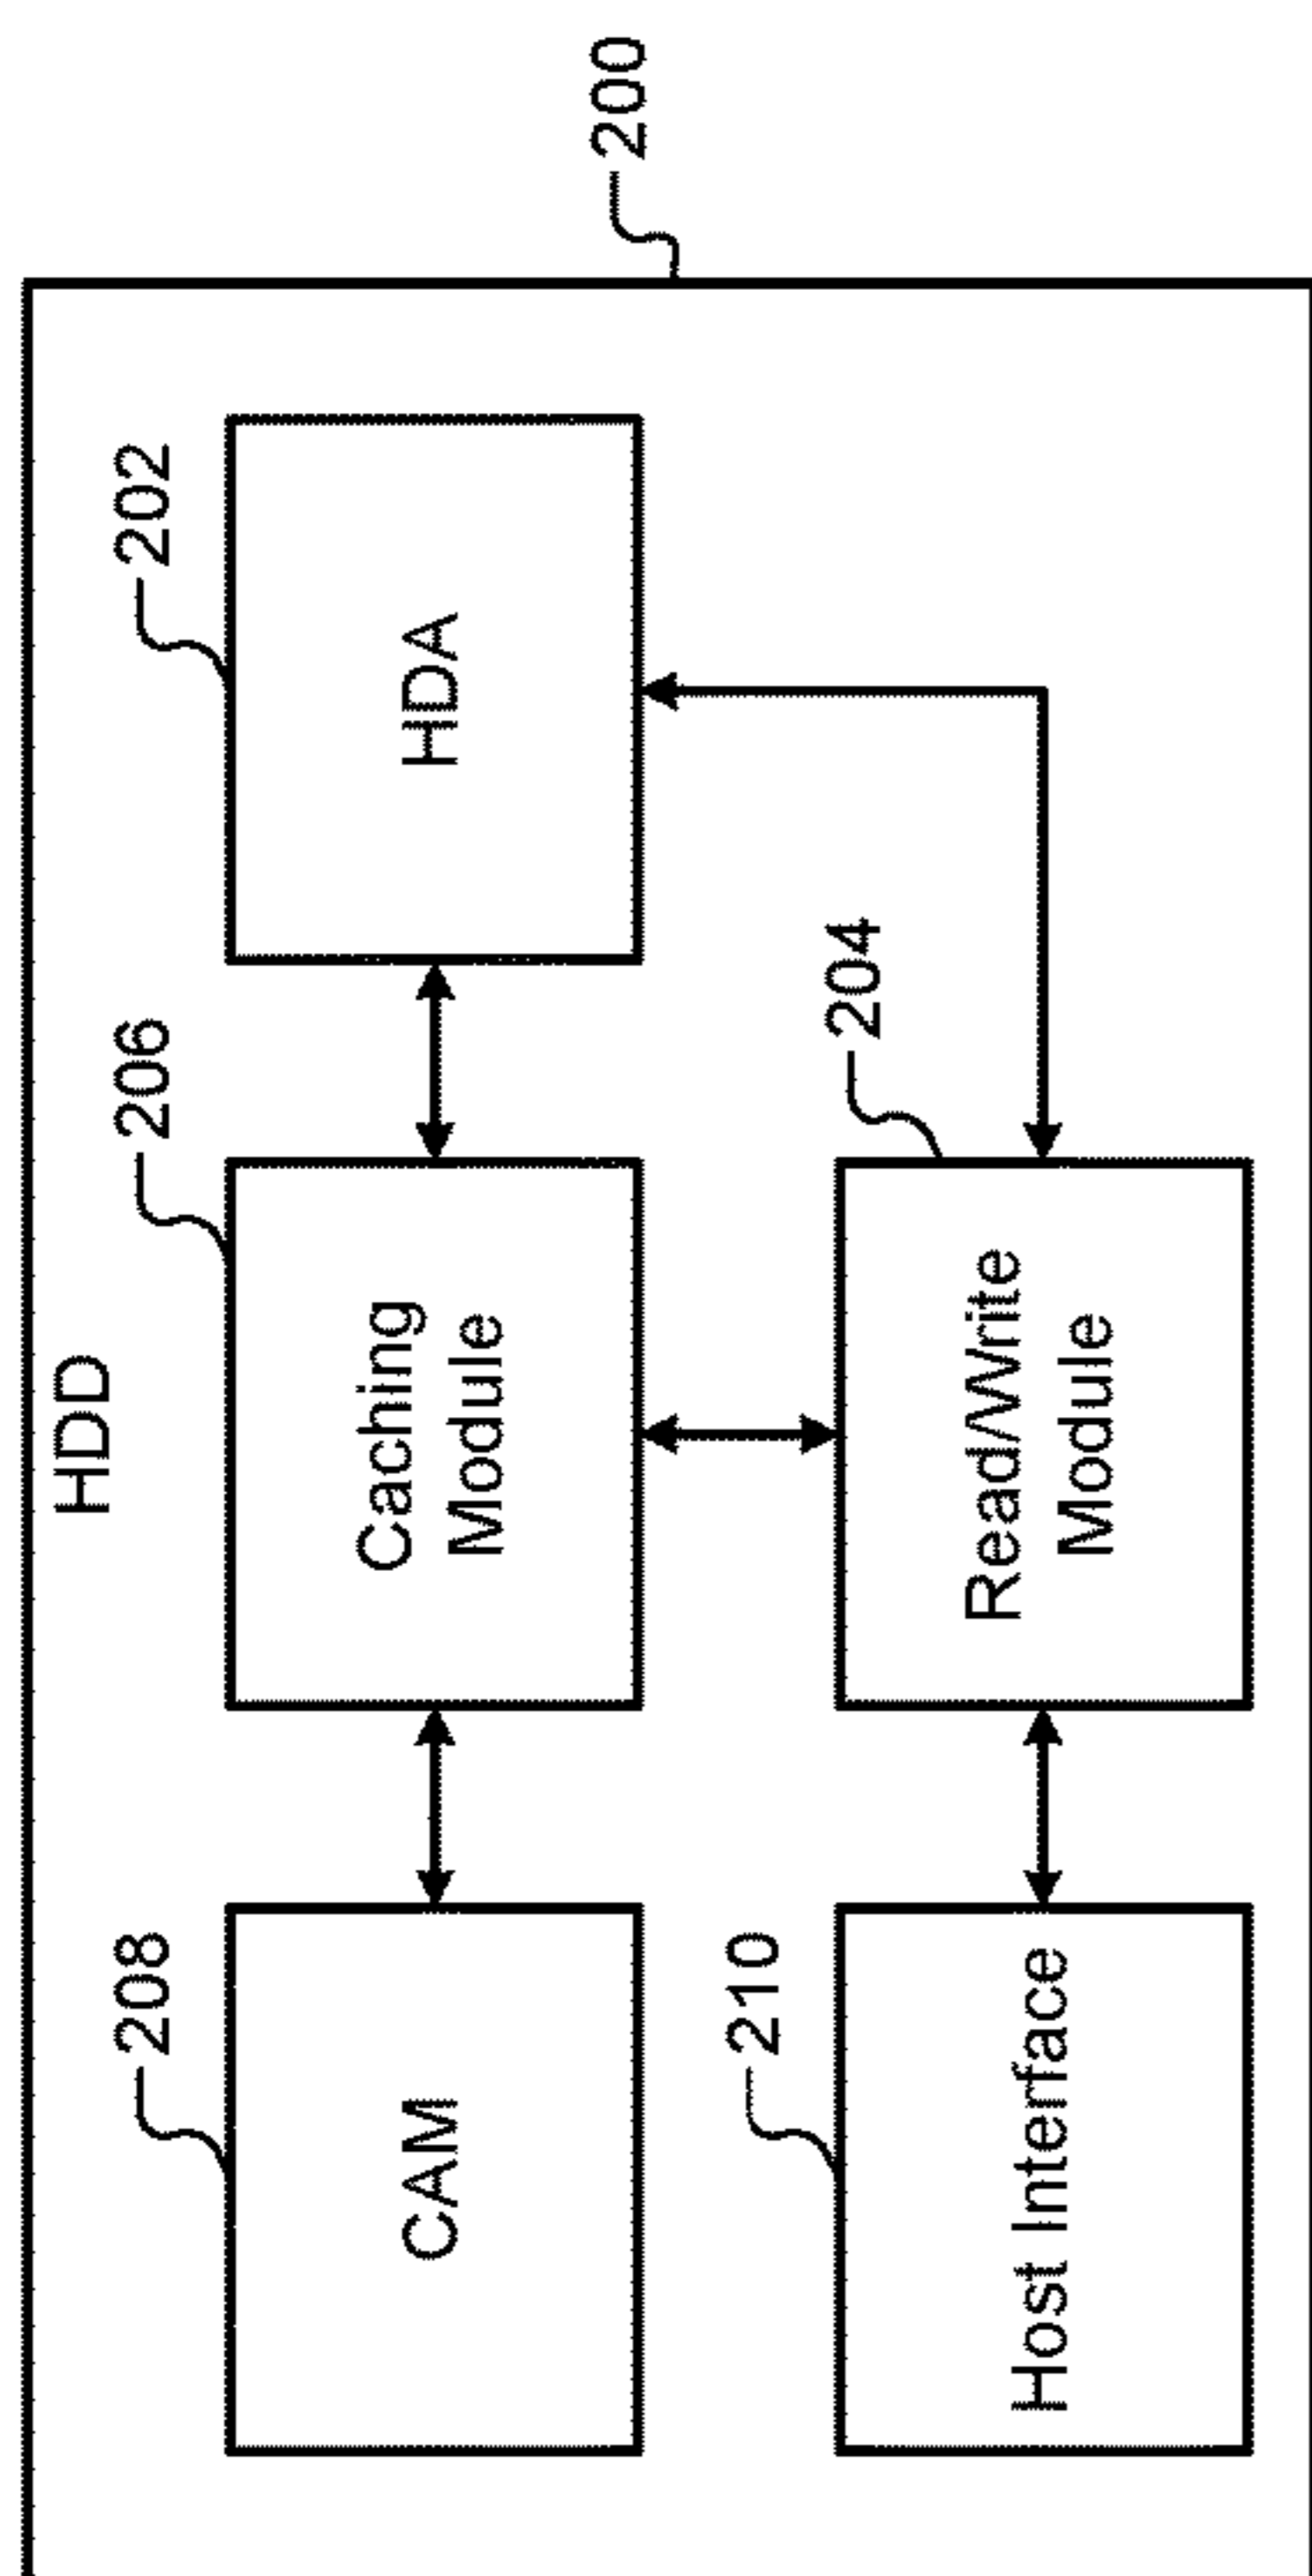 200
HDD
208
206
202
CAM
Caching
Module
HDA
210
204
Host Interface
Read/Write
Module